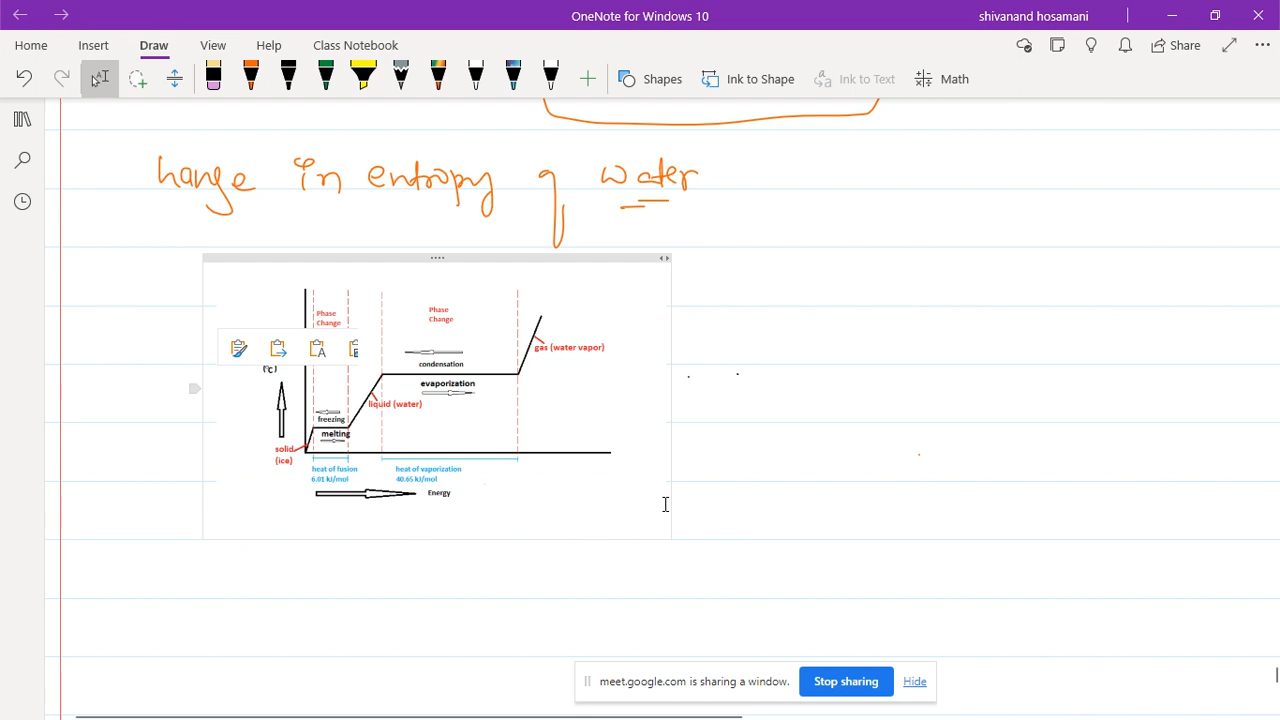 OneNote for Windows 10
shivanand hosamani
Home Insert Draw View Help Class Notebook
Share
Shapes
Ink to Shape
Ink to Text
Math
hange in entropy of water
Phase
Change
Phase
Change
gas (water vapor)
condensation
(°C)
evaporization
liquid (water)
freezing
melting
solid
(ice)
heat of fusion
6.01 kJ/mol
heat of vaporization
40.65 kJ/mol
Energy
meet.google.com is sharing a window.
Stop sharing
Hide